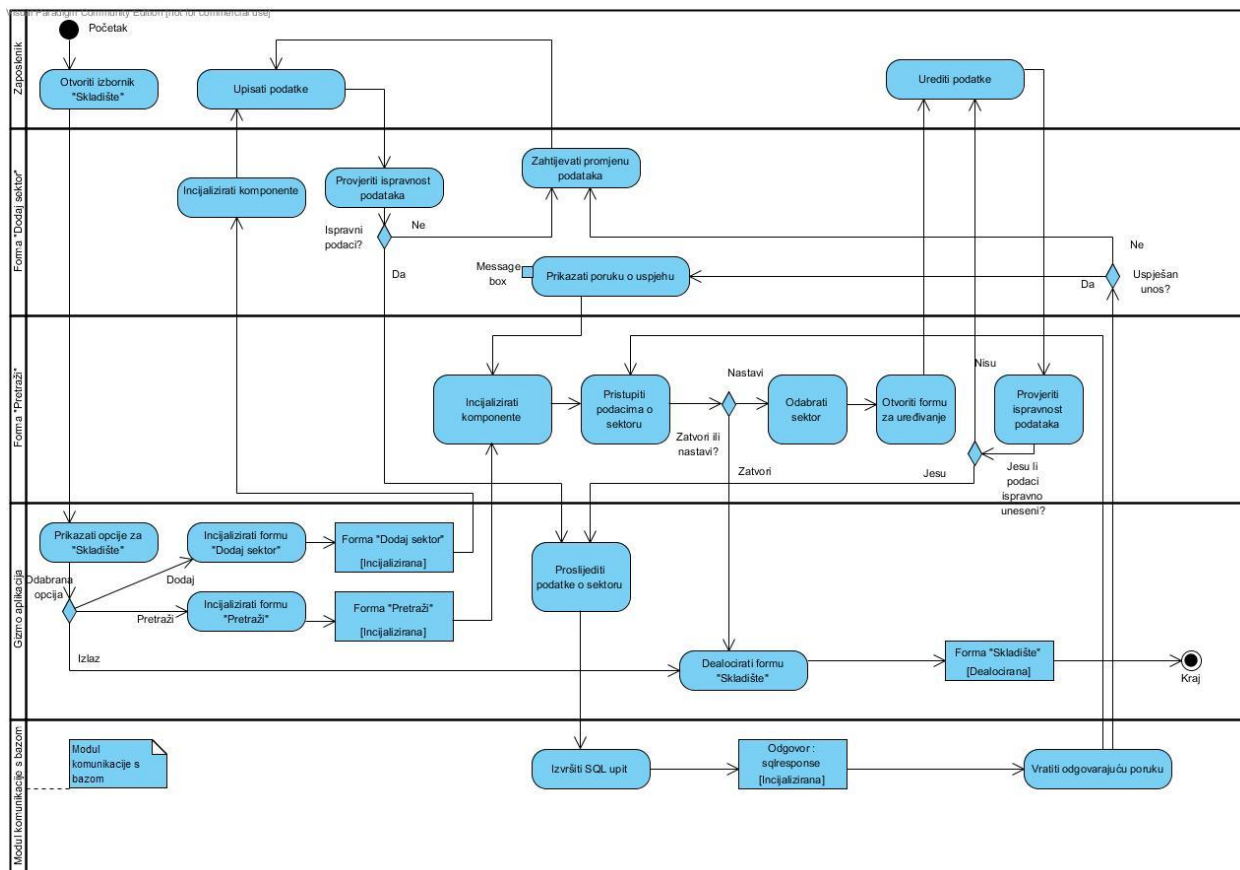 Visual Paradigm Community Edition [not for commercial use]
Zaposlenik
Početak
Otvoriti izbornik
"Skladište"
Upisati podatke
Urediti podatke
Forma "Dodaj sektor"
Incijalizirati komponente
Provjeriti ispravnost
podataka
Zahtijevati promjenu
podataka
Ispravni
podaci?
Ne
Da
Message
box
Prikazati poruku o uspjehu
Ne
Da
Uspješan
unos?
Forma "Pretraži"
Incijalizirati
komponente
Pristupiti
podacima o
sektoru
Nastavi
Zatvori ili
nastavi?
Zatvori
Odabrati
sektor
Otvoriti formu
za uređivanje
Nisu
Jesu
Provjeriti
ispravnost
podataka
Jesu li
podaci
ispravno
uneseni?
Gizmo aplikacija
Prikazati opcije za
"Skladište"
Odabrana
opcija
Dodaj
Pretraži
Izlaz
Incijalizirati formu
"Dodaj sektor"
Forma "Dodaj sektor"
[Incijalizirana]
Incijalizirati formu
"Pretraži"
Forma "Pretraži"
[Incijalizirana]
Proslijediti
podatke o sektoru
Dealocirati formu
"Skladište"
Forma "Skladište"
[Dealocirana]
Kraj
Modul komunikacije s bazom
Modul
komunikacije s
bazom
Izvršiti SQL upit
Odgovor :
sqlresponse
[Incijalizirana]
Vratiti odgovarajuću poruku